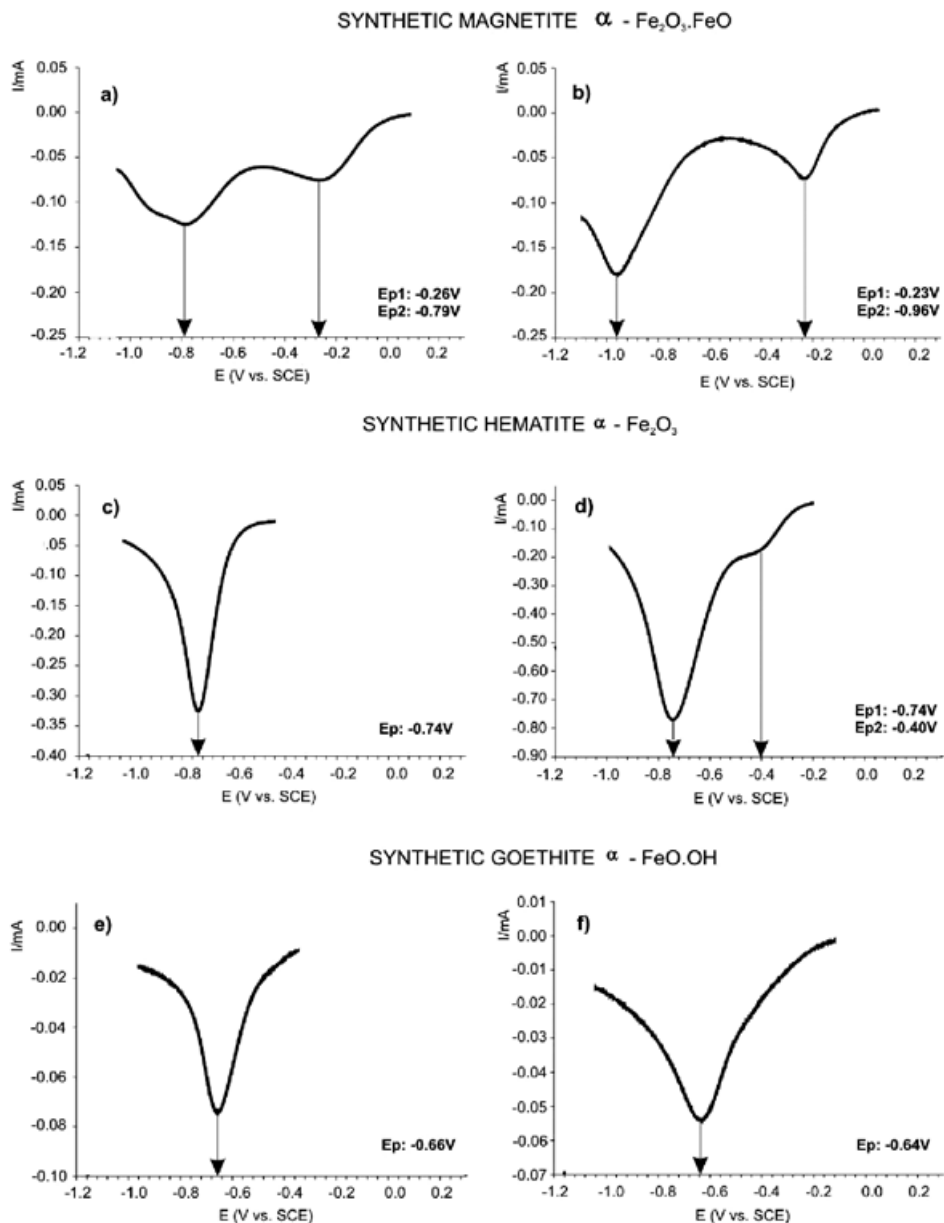 SYNTHETIC MAGNETITE α - Fe₂O₃.FeO
I/mA
a)
0.05
0.00
-0.05
-0.10
-0.15
-0.20
-0.25
Ep1: -0.26V
Ep2: -0.79V
-1.2 -1.0 -0.8 -0.6 -0.4 -0.2 0.0 0.2
E (V vs. SCE)
I/mA
b)
0.05
0.00
-0.05
-0.10
-0.15
-0.20
-0.25
Ep1: -0.23V
Ep2: -0.96V
-1.2 -1.0 -0.8 -0.6 -0.4 -0.2 0.0 0.2
E (V vs. SCE)
SYNTHETIC HEMATITE α - Fe₂O₃
I/mA
c)
0.05
0.00
.05
-0.10
-0.15
-0.20
-0.25
-0.30
-0.35
-0.40
Ep: -0.74V
-1.2 -1.0 -0.8 -0.6 -0.4 -0.2 0.0 0.2
E (V vs. SCE)
I/mA
d)
0.00
-0.10
-0.20
-0.30
-0.40
-0.50
-0.60
-0.70
-0.80
-0.90
Ep1: -0.74V
Ep2: -0.40V
-1.2 -1.0 -0.8 -0.6 -0.4 -0.2 0.0 0.2
E (V vs. SCE)
SYNTHETIC GOETHITE α - FeO.OH
I/mA
e)
0.00
-0.02
-0.04
-0.06
-0.08
-0.10
Ep: -0.66V
-1.2 -1.0 -0.8 -0.6 -0.4 -0.2 0.0 0.2
E (V vs. SCE)
I/mA
f)
0.01
0.00
-0.01
-0.02
-0.03
-0.04
-0.05
-0.06
-0.07
Ep: -0.64V
-1.2 -1.0 -0.8 -0.6 -0.4 -0.2 0.0 0.2
E (V vs. SCE)